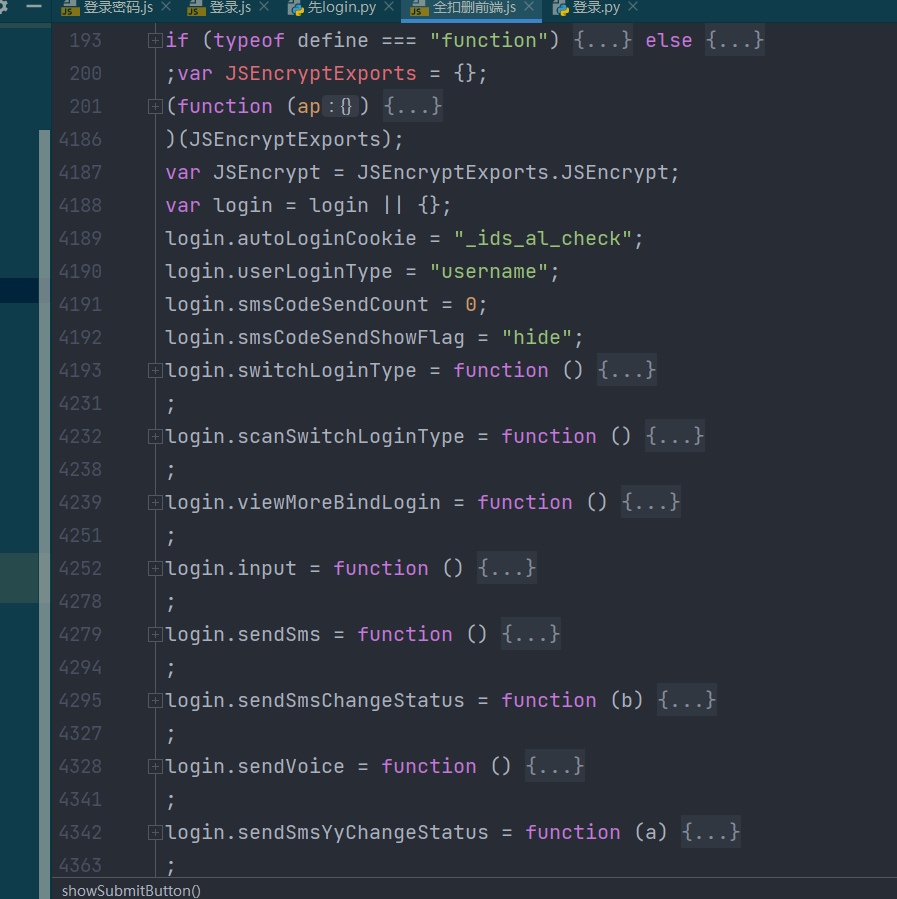 登录密码.js 登录.js 先login.py 全扣删前端.js 登录.py
193 if (typeof define === "function") {...} else {...}
200 ;var JSEncryptExports = {};
201 (function (ap : {} ) {...}
4186 )(JSEncryptExports);
4187 var JSEncrypt = JSEncryptExports.JSEncrypt;
4188 var login = login || {};
4189 login.autoLoginCookie = "_ids_al_check";
4190 login.userLoginType = "username";
4191 login.smsCodeSendCount = 0;
4192 login.smsCodeSendShowFlag = "hide";
4193 login.switchLoginType = function () {...}
4231 ;
4232 login.scanSwitchLoginType = function () {...}
4238 ;
4239 login.viewMoreBindLogin = function () {...}
4251 ;
4252 login.input = function () {...}
4278 ;
4279 login.sendSms = function () {...}
4294 ;
4295 login.sendSmsChangeStatus = function (b) {...}
4327 ;
4328 login.sendVoice = function () {...}
4341 ;
4342 login.sendSmsYyChangeStatus = function (a) {...}
4363 ;
showSubmitButton()